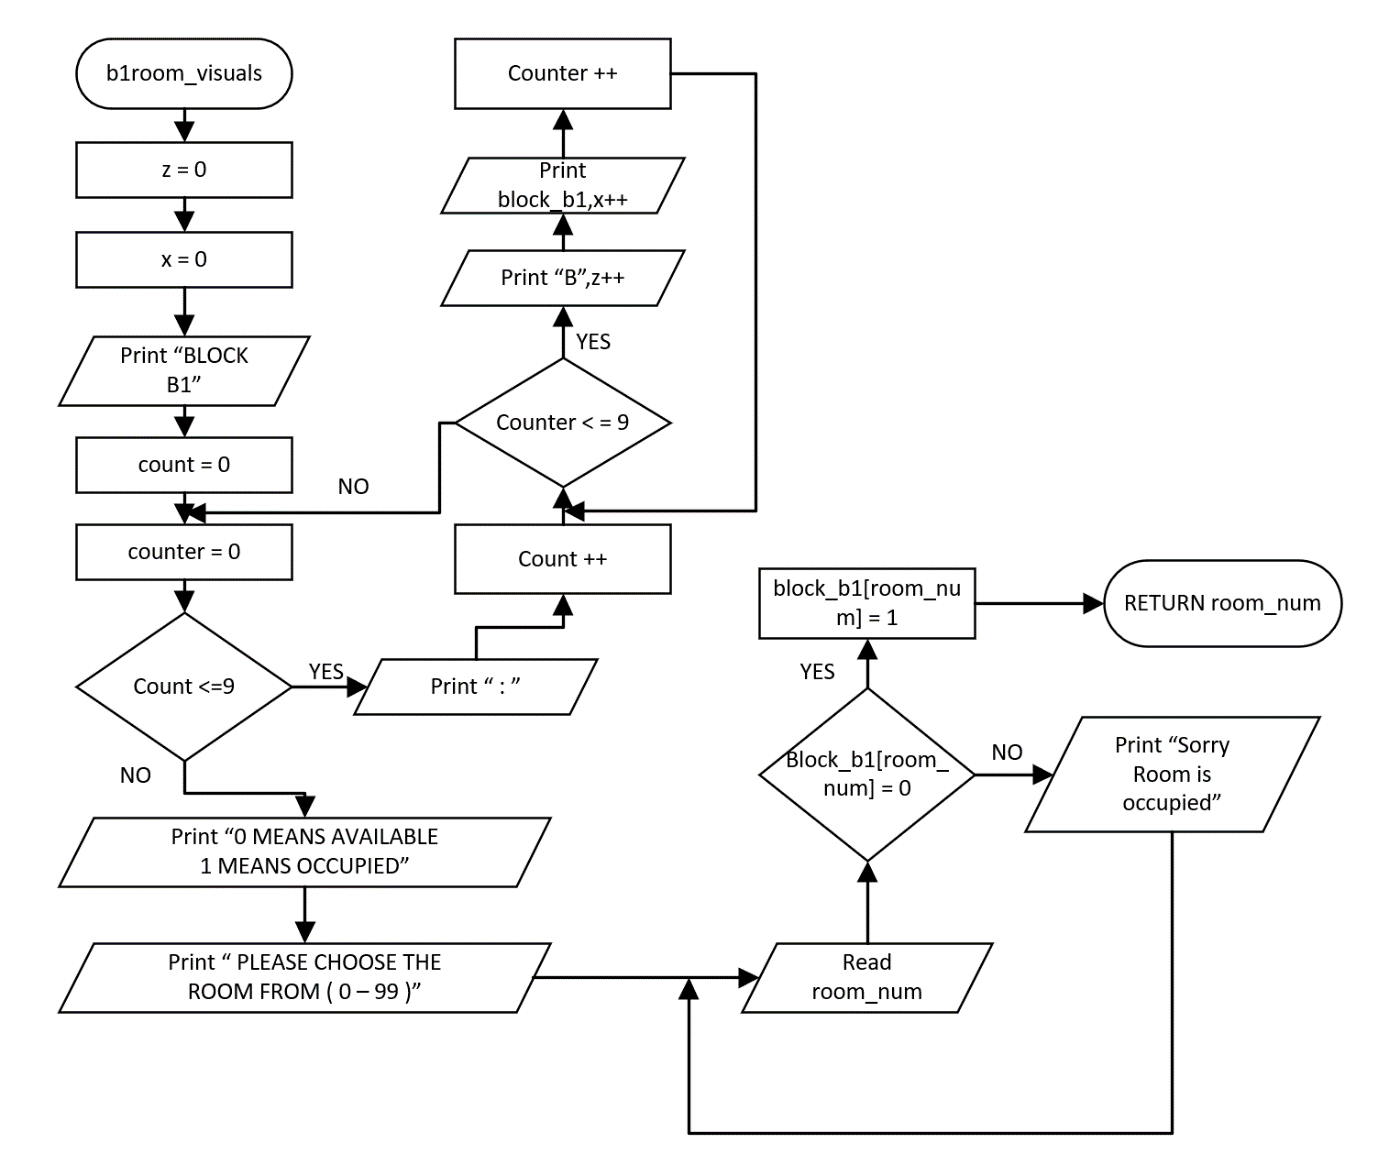 b1room_visuals
z = 0
x = 0
Print “BLOCK
B1”
count = 0
counter = 0
Count <=9
YES
NO
Print “ : ”
Count ++
Counter < = 9
YES
NO
Print “B”,z++
Print
block_b1,x++
Counter ++
Print “0 MEANS AVAILABLE
1 MEANS OCCUPIED”
Print “ PLEASE CHOOSE THE
ROOM FROM ( 0 – 99 )”
Read
room_num
Block_b1[room_
num] = 0
YES
NO
block_b1[room_nu
m] = 1
RETURN room_num
Print “Sorry
Room is
occupied”